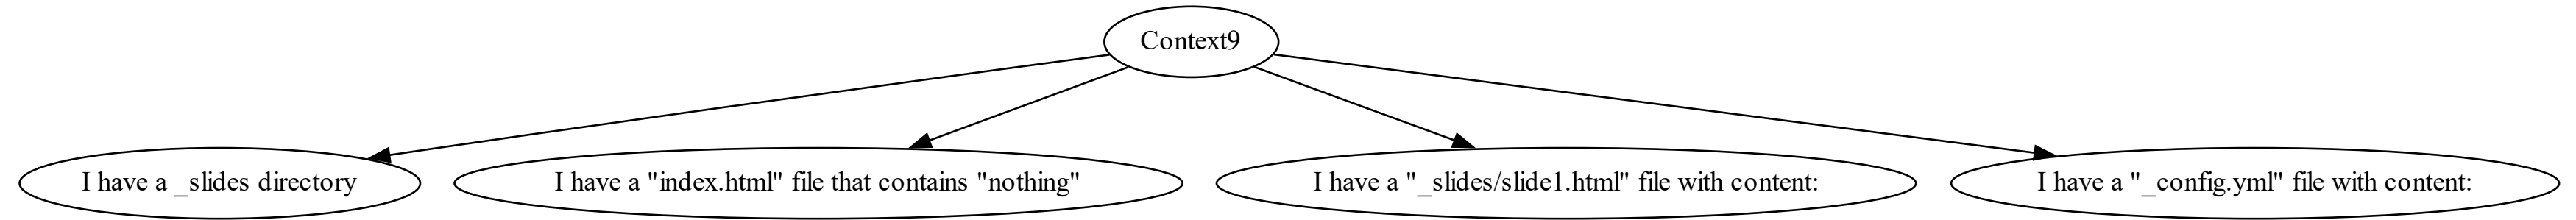 Context9
I have a _slides directory
I have a "index.html" file that contains "nothing"
I have a "_slides/slide1.html" file with content:
I have a "_config.yml" file with content: